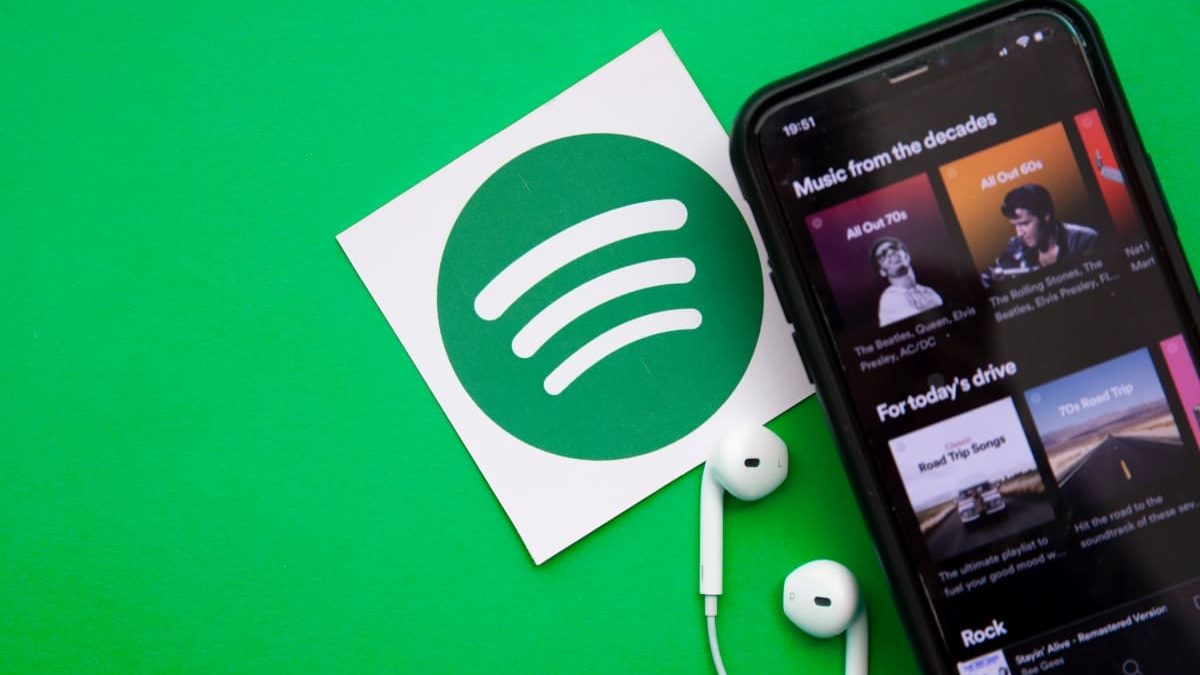 19:51
Music from the decades
All Out 70s
All Out 60s
The Beatles, Queen, Elvis
Presley, AC/DC
The Rolling Stones, The
Beatles, Elvis Presley, Fl...
Nat
Mart
For today's drive
Classic
Road Trip Songs
70s Road Trip
The ultimate playlist to
fuel your good mood w...
Hit the road to the
soundtrack of these sev...
Rock
Stayin' Alive - Remastered Version
Bee Gees
L
R